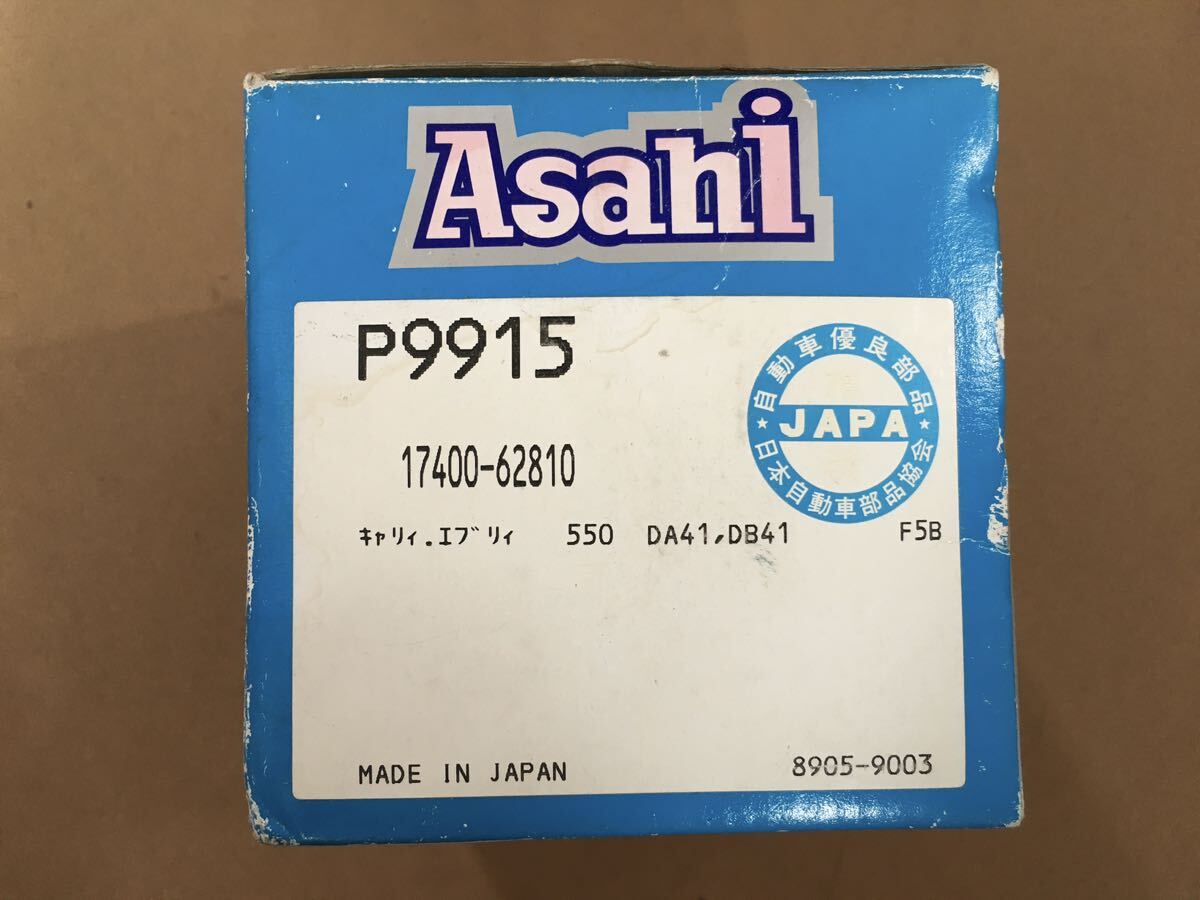 Asahi
P9915
自動車優良部品
JAPA
日本自動車部品協会
17400-62810
ｷｬﾘｨ.ｴﾌﾞﾘｨ 550 DA41,DB41 F5B
MADE IN JAPAN 8905-9003